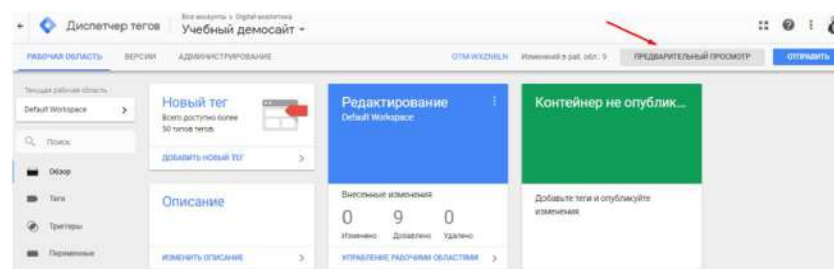 Диспетчер тегов
Все аккаунты > Digital-аналитика
Учебный демосайт
РАБОЧАЯ ОБЛАСТЬ
ВЕРСИИ
АДМИНИСТРИРОВАНИЕ
Изменений в раб. обл.: 9
ПРЕДВАРИТЕЛЬНЫЙ ПРОСМОТР
ОТПРАВИТЬ
Текущая рабочая область
Default Workspace
Поиск
Обзор
Теги
Триггеры
Переменные
Новый тег
Всего доступно более
50 типов тегов.
ДОБАВИТЬ НОВЫЙ ТЕГ
Описание
ИЗМЕНИТЬ ОПИСАНИЕ
Редактирование
Default Workspace
Внесенные изменения
0 9 0
Изменено Добавлено Удалено
УПРАВЛЕНИЕ РАБОЧИМИ ОБЛАСТЯМИ
Контейнер не опублик...
Добавьте теги и опубликуйте
изменения.